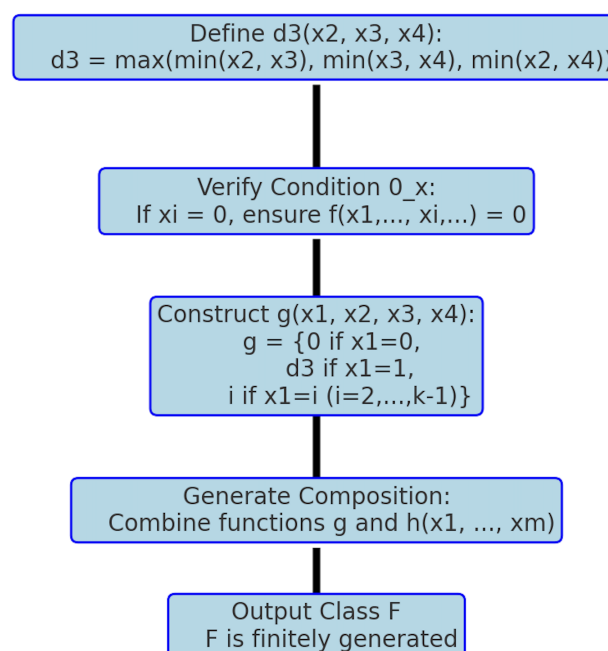 Define d3(x2, x3, x4):
d3 = max(min(x2, x3), min(x3, x4), min(x2, x4))
Verify Condition 0_x:
If xi = 0, ensure f(x1,..., xi,...) = 0
Construct g(x1, x2, x3, x4):
g = {0 if x1=0,
d3 if x1=1,
i if x1=i (i=2,...,k-1)}
Generate Composition:
Combine functions g and h(x1, ..., xm)
Output Class F
F is finitely generated